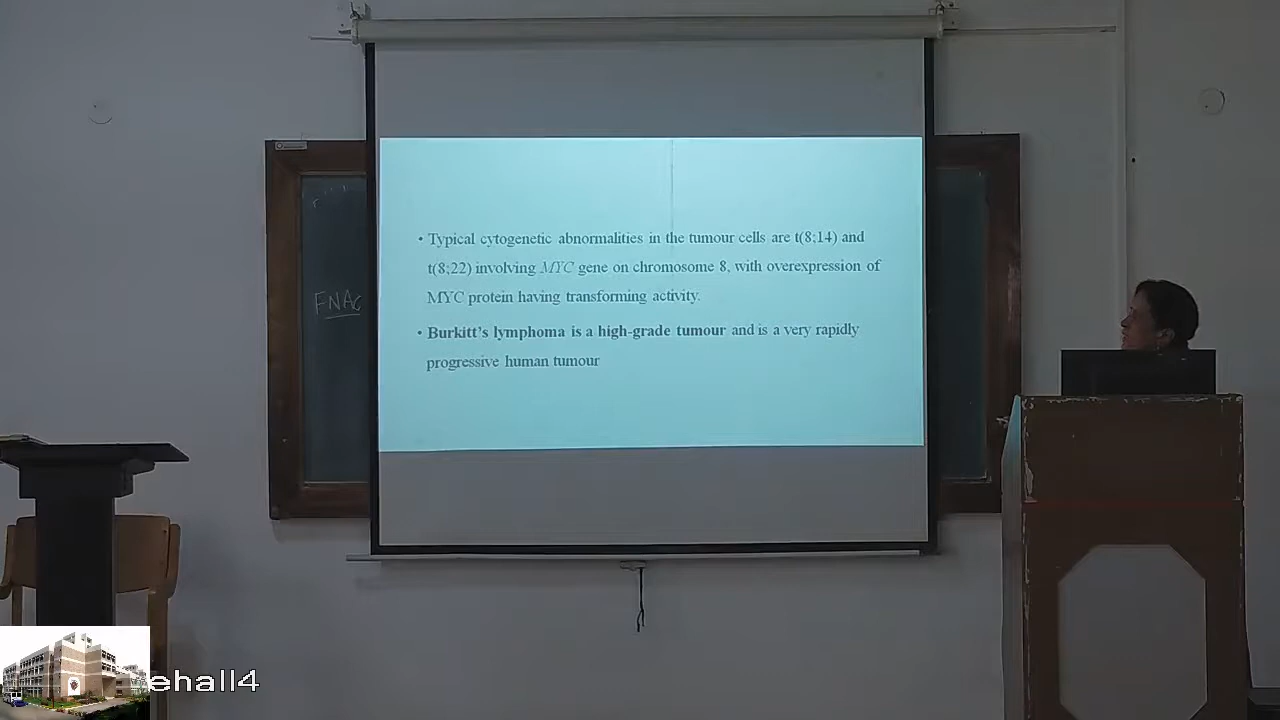 • Typical cytogenetic abnormalities in the tumour cells are t(8;14) and
t(8;22) involving MYC gene on chromosome 8, with overexpression of
MYC protein having transforming activity.
• Burkitt's lymphoma is a high-grade tumour and is a very rapidly
progressive human tumour
FNAC
ehall4